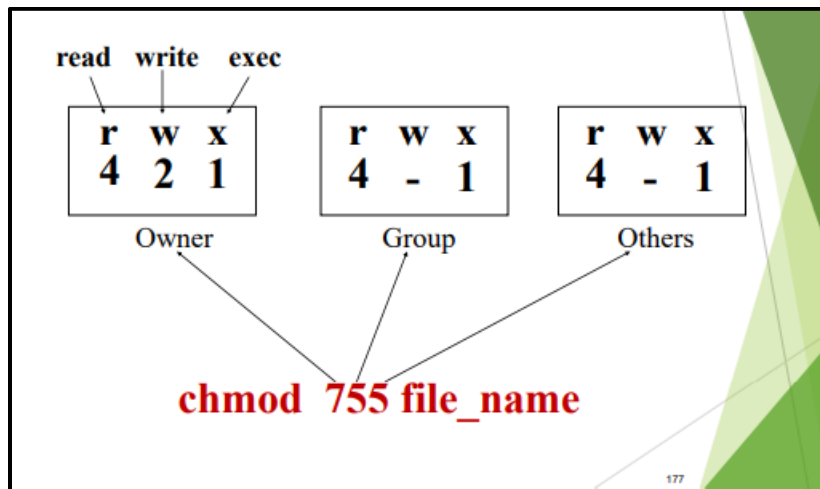 read write exec
r w x r w x r w x
4 2 1 4 - 1 4 - 1
Owner Group Others
chmod 755 file_name
177